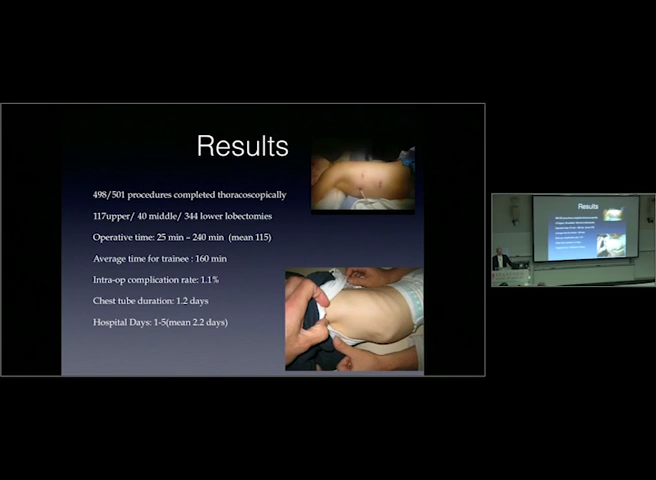 Results
498/501 procedures completed thoracoscopically
117upper/ 40 middle/ 344 lower lobectomies
Operative time: 25 min – 240 min (mean 115)
Average time for trainee : 160 min
Intra-op complication rate: 1.1%
Chest tube duration: 1.2 days
Hospital Days: 1-5(mean 2.2 days)
Results